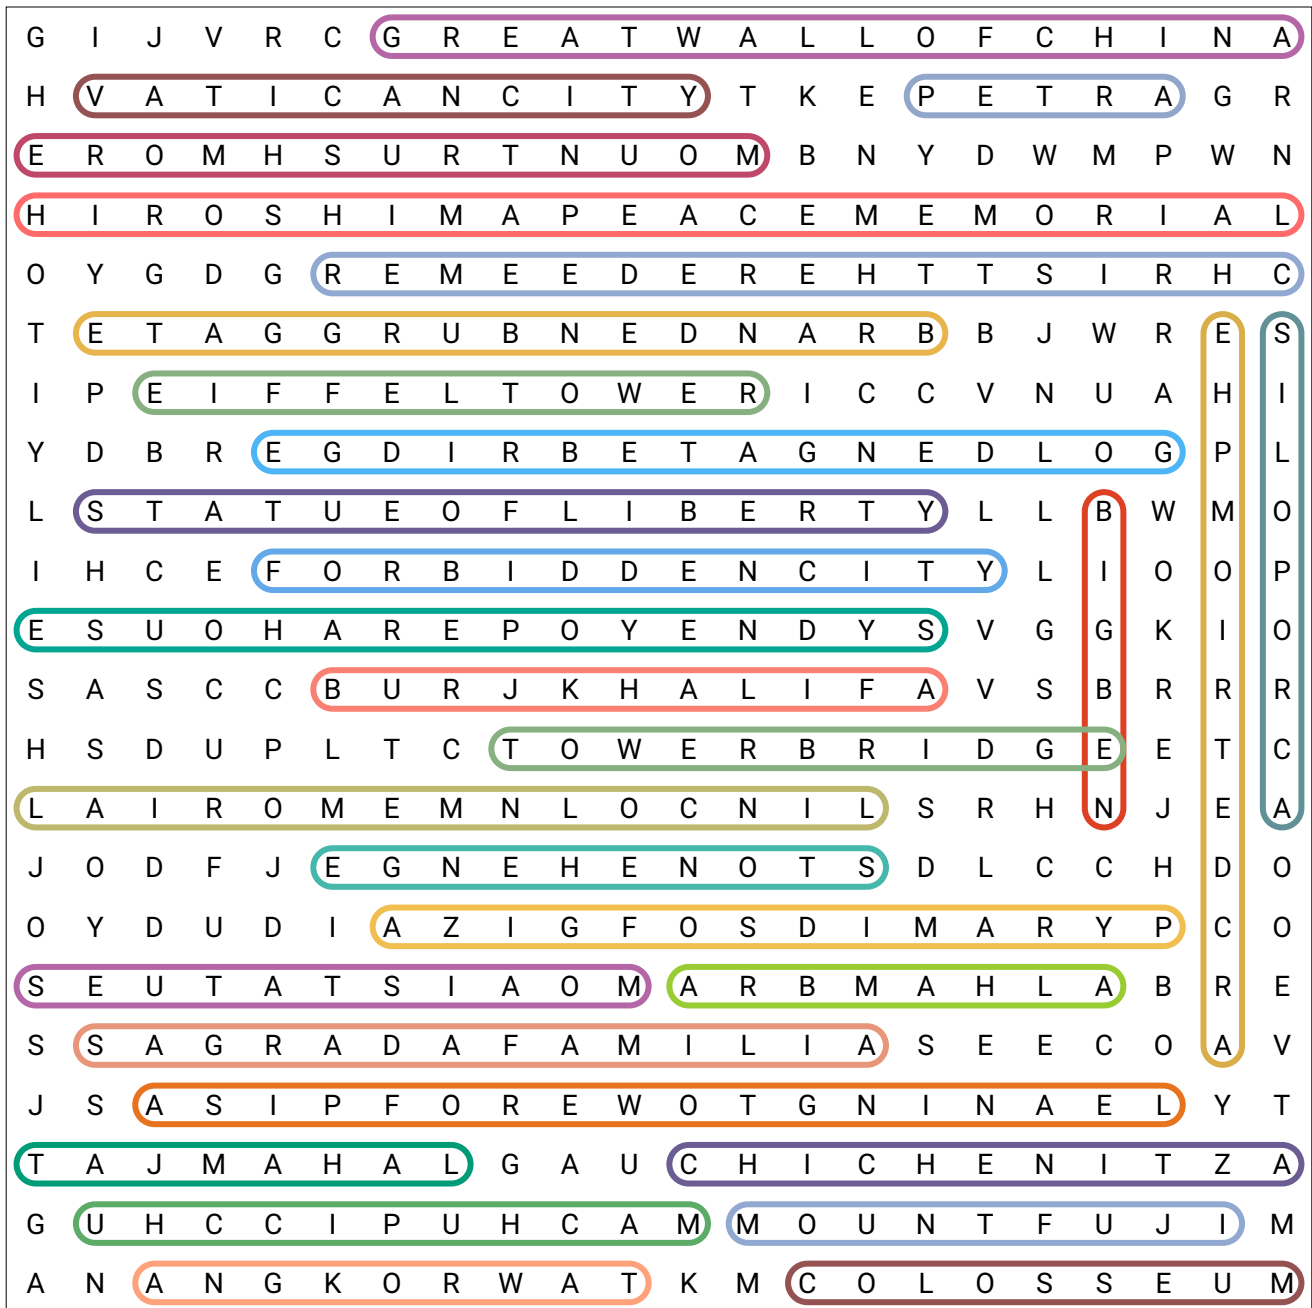 G I J V R C G R E A T W A L L O F C H I N A
H V A T I C A N C I T Y T K E P E T R A G R
E R O M H S U R T N U O M B N Y D W M P W N
H I R O S H I M A P E A C E M E M O R I A L
O Y G D G R E M E E D E R E H T T S I R H C
T E T A G G R U B N E D N A R B B J W R E S
I P E I F F E L T O W E R I C C V N U A H I
Y D B R E G D I R B E T A G N E D L O G P L
L S T A T U E O F L I B E R T Y L L B W M O
I H C E F O R B I D D E N C I T Y L I O O P
E S U O H A R E P O Y E N D Y S V G G K I O
S A S C C B U R J K H A L I F A V S B R R R
H S D U P L T C T O W E R B R I D G E E T C
L A I R O M E M N L O C N I L S R H N J E A
J O D F J E G N E H E N O T S D L C C H D O
O Y D U D I A Z I G F O S D I M A R Y P C O
S E U T A T S I A O M A R B M A H L A B R E
S S A G R A D A F A M I L I A S E E C O A V
J S A S I P F O R E W O T G N I N A E L Y T
T A J M A H A L G A U C H I C H E N I T Z A
G U H C C I P U H C A M M O U N T F U J I M
A N A N G K O R W A T K M C O L O S S E U M